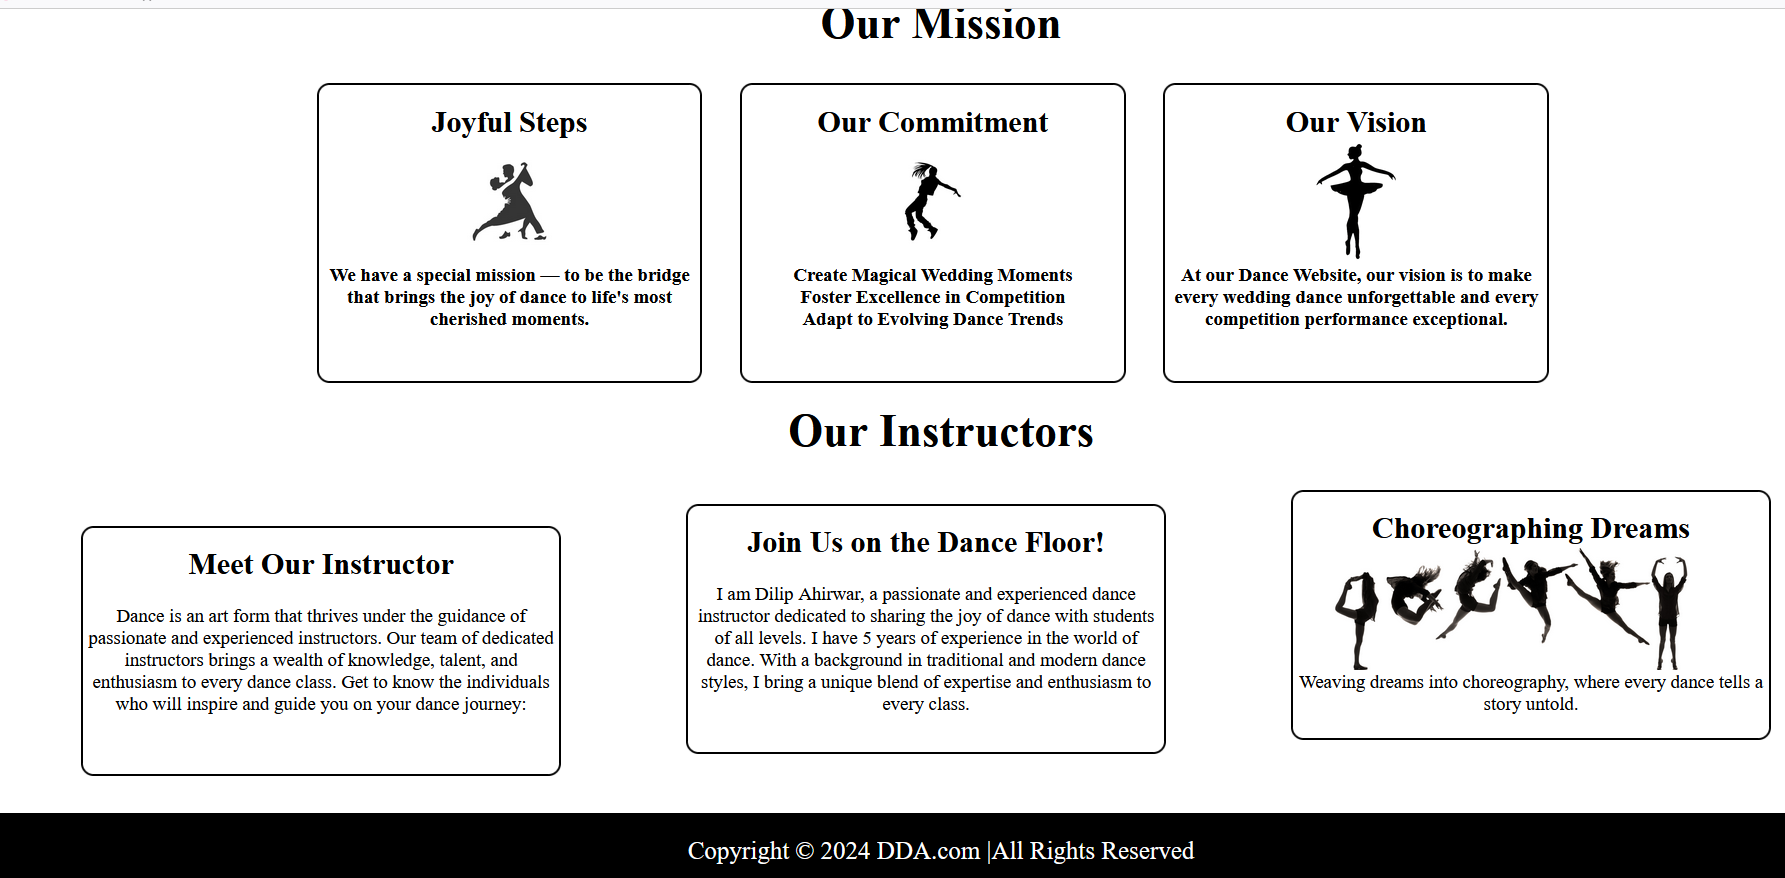 Our Mission
Joyful Steps
We have a special mission — to be the bridge
that brings the joy of dance to life's most
cherished moments.
Our Commitment
Create Magical Wedding Moments
Foster Excellence in Competition
Adapt to Evolving Dance Trends
Our Vision
At our Dance Website, our vision is to make
every wedding dance unforgettable and every
competition performance exceptional.
Our Instructors
Meet Our Instructor
Dance is an art form that thrives under the guidance of
passionate and experienced instructors. Our team of dedicated
instructors brings a wealth of knowledge, talent, and
enthusiasm to every dance class. Get to know the individuals
who will inspire and guide you on your dance journey:
Join Us on the Dance Floor!
I am Dilip Ahirwar, a passionate and experienced dance
instructor dedicated to sharing the joy of dance with students
of all levels. I have 5 years of experience in the world of
dance. With a background in traditional and modern dance
styles, I bring a unique blend of expertise and enthusiasm to
every class.
Choreographing Dreams
Weaving dreams into choreography, where every dance tells a
story untold.
Copyright © 2024 DDA.com |All Rights Reserved